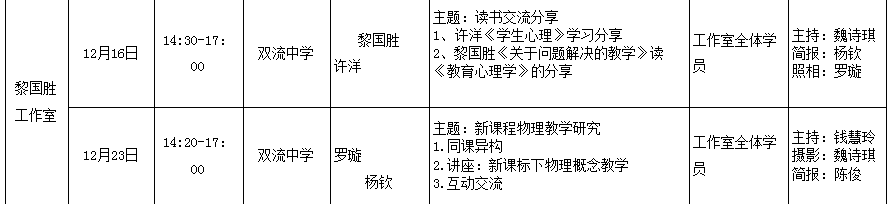 黎国胜
工作室
12月16日
14:30-17:
00
双流中学
黎国胜
许洋
主题：读书交流分享
1、许洋《学生心理》学习分享
2、黎国胜《关于问题解决的教学》读
《教育心理学》的分享
工作室全体学
员
主持：魏诗琪
简报：杨钦
照相：罗璇
12月23日
14:20-17:
00
双流中学
罗璇
杨钦
主题：新课程物理教学研究
1.同课异构
2.讲座：新课标下物理概念教学
3.互动交流
工作室全体学
员
主持：钱慧玲
摄影：魏诗琪
简报：陈俊